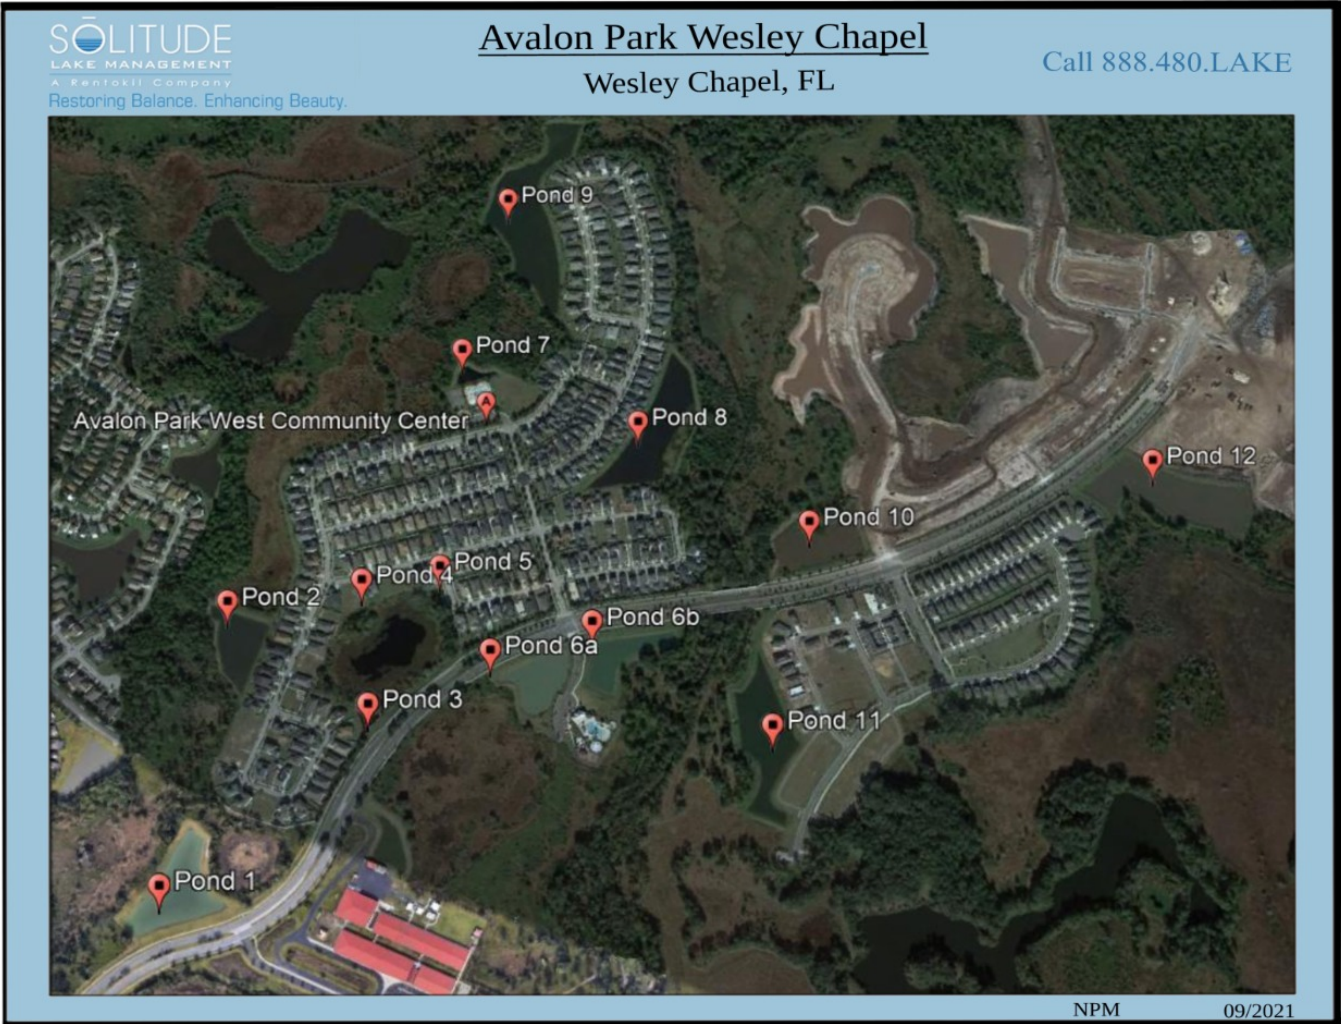 SŌLITUDE
LAKE MANAGEMENT
A Rentokil Company
Restoring Balance. Enhancing Beauty.
Avalon Park Wesley Chapel
Wesley Chapel, FL
Call 888.480.LAKE
Pond 9
Pond 7
A
Avalon Park West Community Center
Pond 8
Pond 12
Pond 10
Pond 5
Pond 4
Pond 2
Pond 6b
Pond 6a
Pond 3
Pond 11
Pond 1
NPM
09/2021